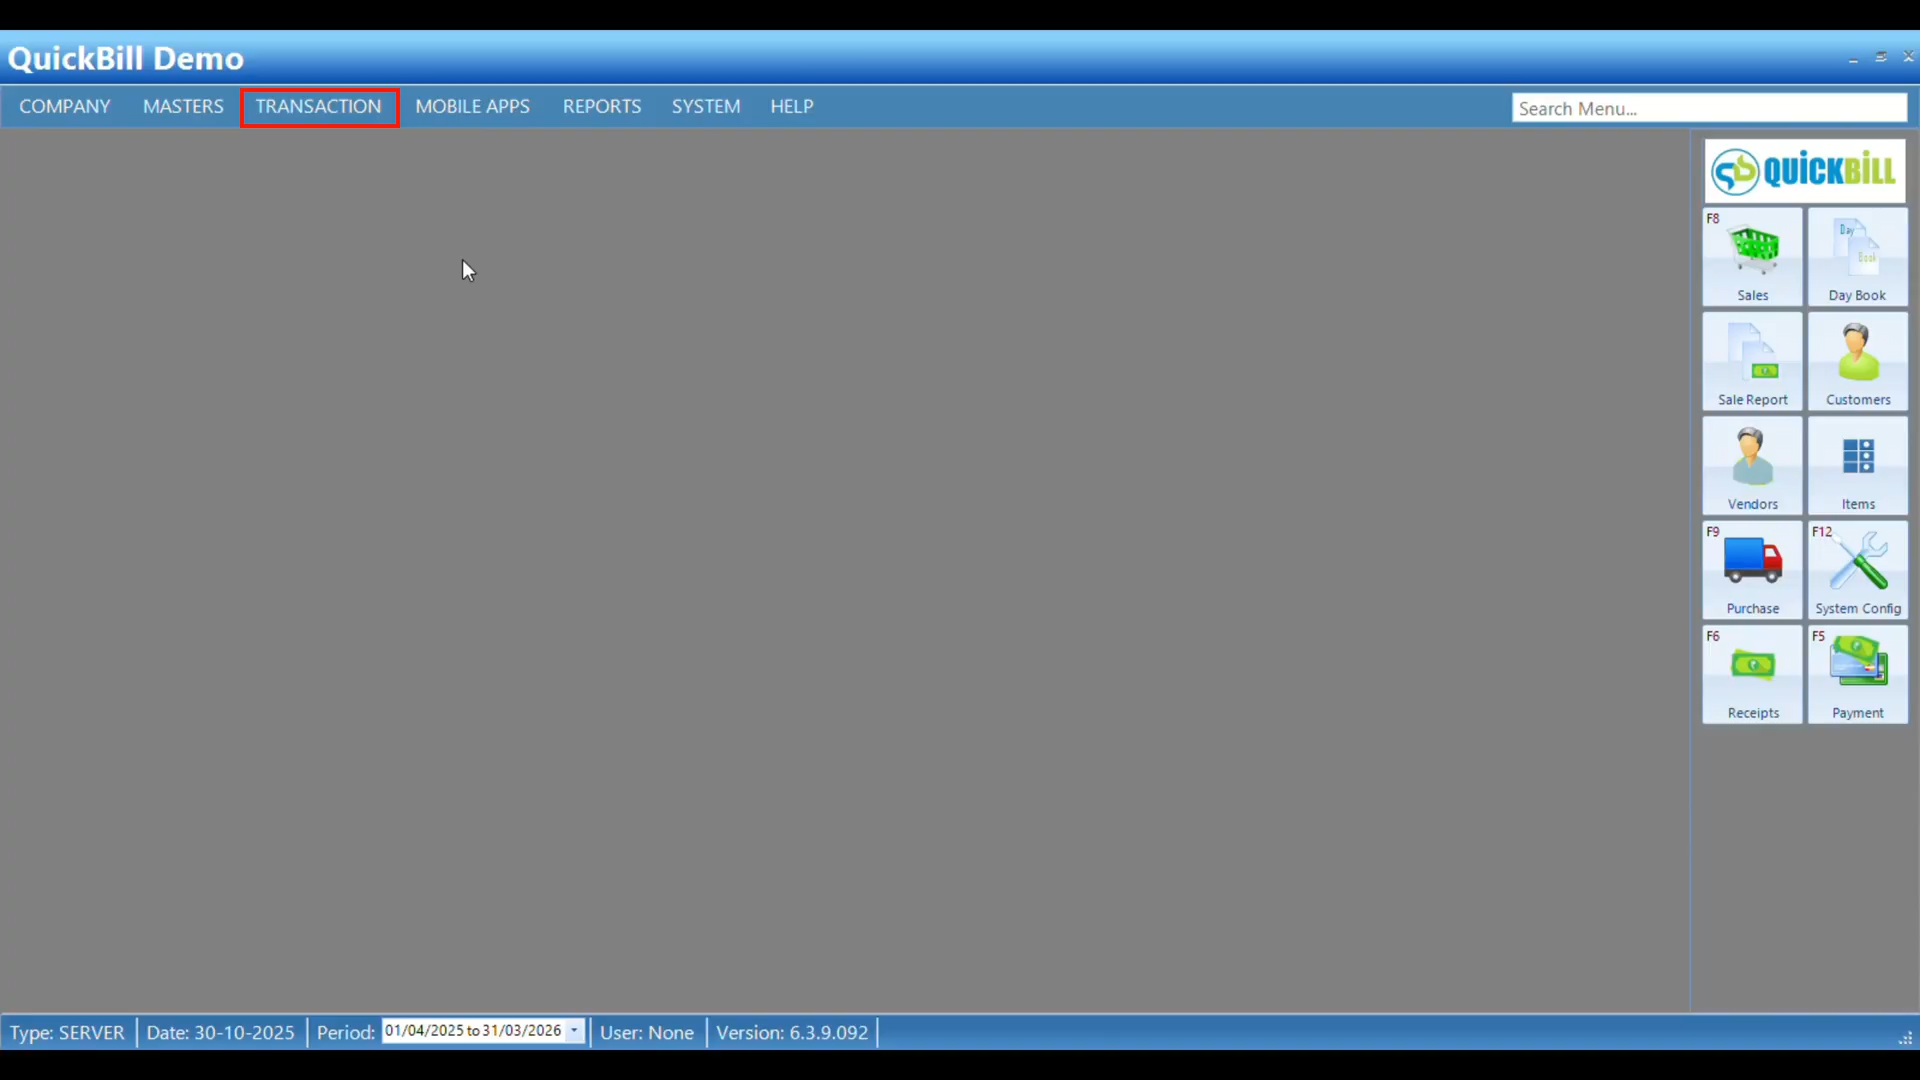 QuickBill Demo
COMPANY MASTERS TRANSACTION MOBILE APPS REPORTS SYSTEM HELP Search Menu...
QUICKBILL
F8 Sales
Day Book
Day Book
Sale Report
Customers
Vendors
Items
F9 Purchase
F12 System Config
F6 Receipts
F5 Payment
Type: SERVER Date: 30-10-2025 Period: 01/04/2025 to 31/03/2026 User: None Version: 6.3.9.092